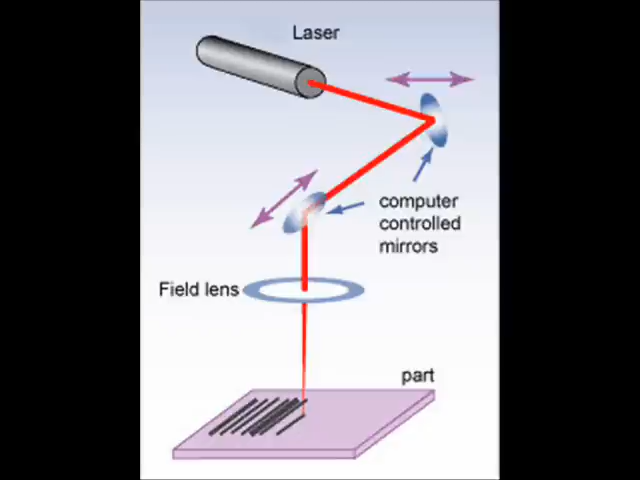 Laser
computer
controlled
mirrors
Field lens
part